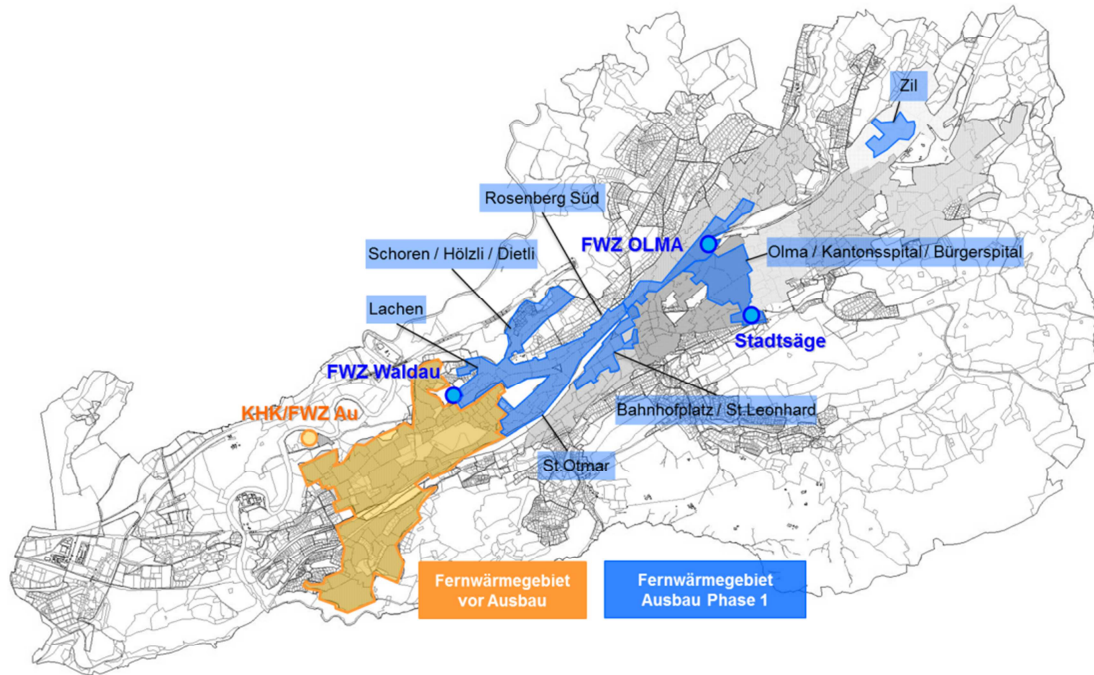 Zil
Rosenberg Süd
FWZ OLMA
Schoren / Hölzli / Dietli
Olma / Kantonsspital / Bürgerspital
Lachen
Stadtsäge
FWZ Waldau
KHK/FWZ Au
Bahnhofplatz / St.Leonhard
St.Otmar
Fernwärmegebiet
vor Ausbau
Fernwärmegebiet
Ausbau Phase 1